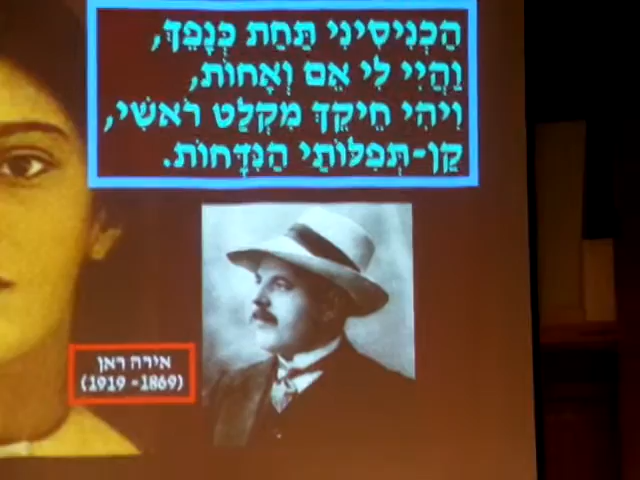 הַכְנִיסִינִי תַּחַת כְּנָפֵךְ,
וַהֲיִי לִי אֵם וְאָחוֹת,
וִיהִי חֵיקֵךְ מִקְלַט רֹאשִׁי,
קַן-תְּפִלּוֹתַי הַנִּדָּחוֹת.
אירה ראן
(1869- 1919)